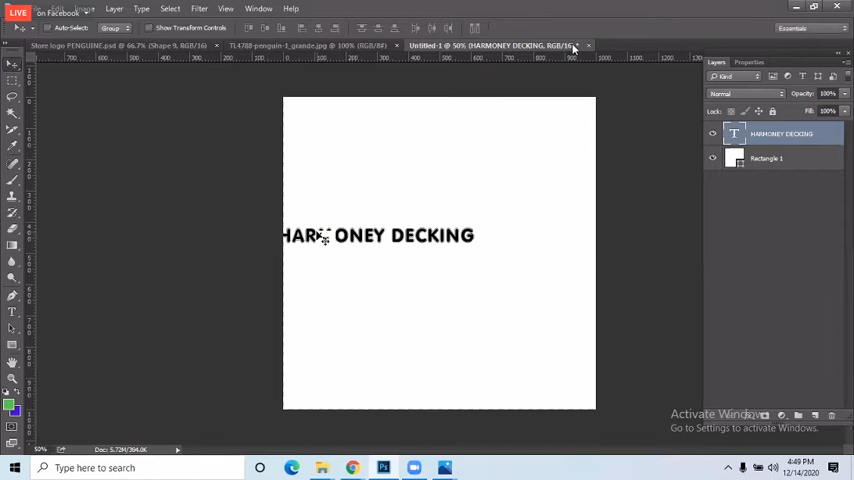 LIVE
on Facebook
Image Layer Type Select Filter View Window Help
Auto-Select: Group Show Transform Controls Essentials
Store logo PENGUINE.psd @ 66.7% (Shape 9, RGB/16) × TL4788-penguin-1_grande.jpg @ 100% (RGB/8#) × Untitled-1 @ 50% (HARMONEY DECKING, RGB/16) * ×
Layers Properties
Kind
Normal Opacity: 100%
Lock: Fill: 100%
T HARMONEY DECKING
Rectangle 1
HARMONEY DECKING
Activate Windows
Go to Settings to activate Windows.
50% Doc: 5.72M/384.0K
Type here to search
4:49 PM
12/14/2020